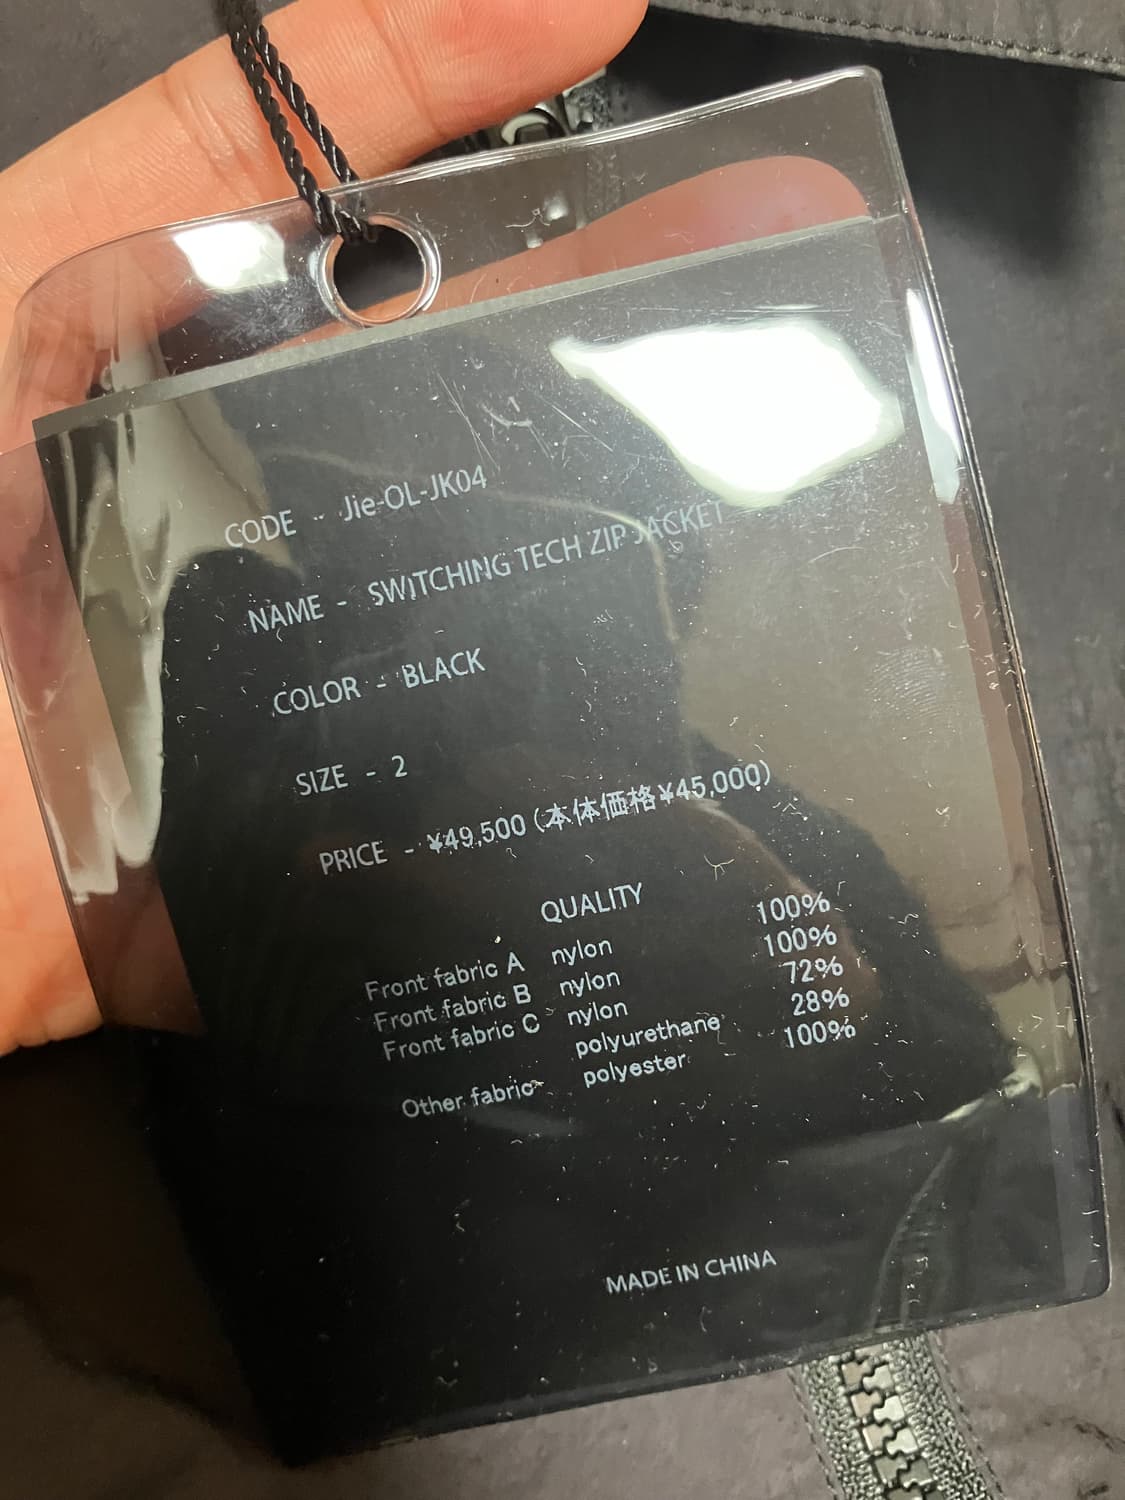 CODE - Jie-OL-JK04
NAME - SWITCHING TECH ZIP JACKET
COLOR - BLACK
SIZE - 2
PRICE - ¥49,500 (本体価格¥45,000)
QUALITY
Front fabric A nylon 100%
Front fabric B nylon 100%
Front fabric C nylon 72%
polyurethane 28%
Other fabric polyester 100%
MADE IN CHINA